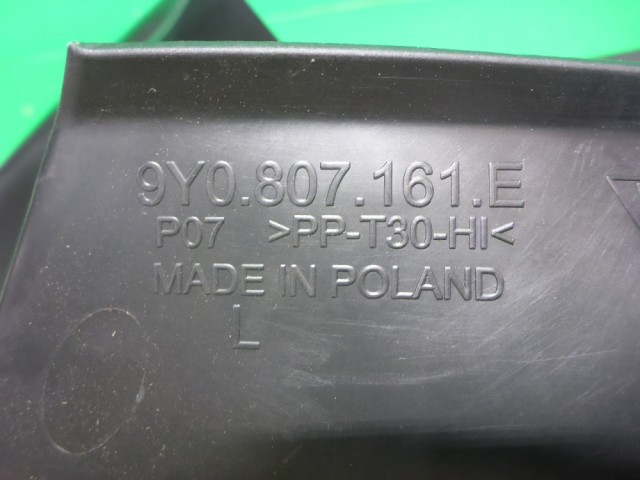 9Y0.807.161.E
P07 >PP-T30-HI<
MADE IN POLAND
L